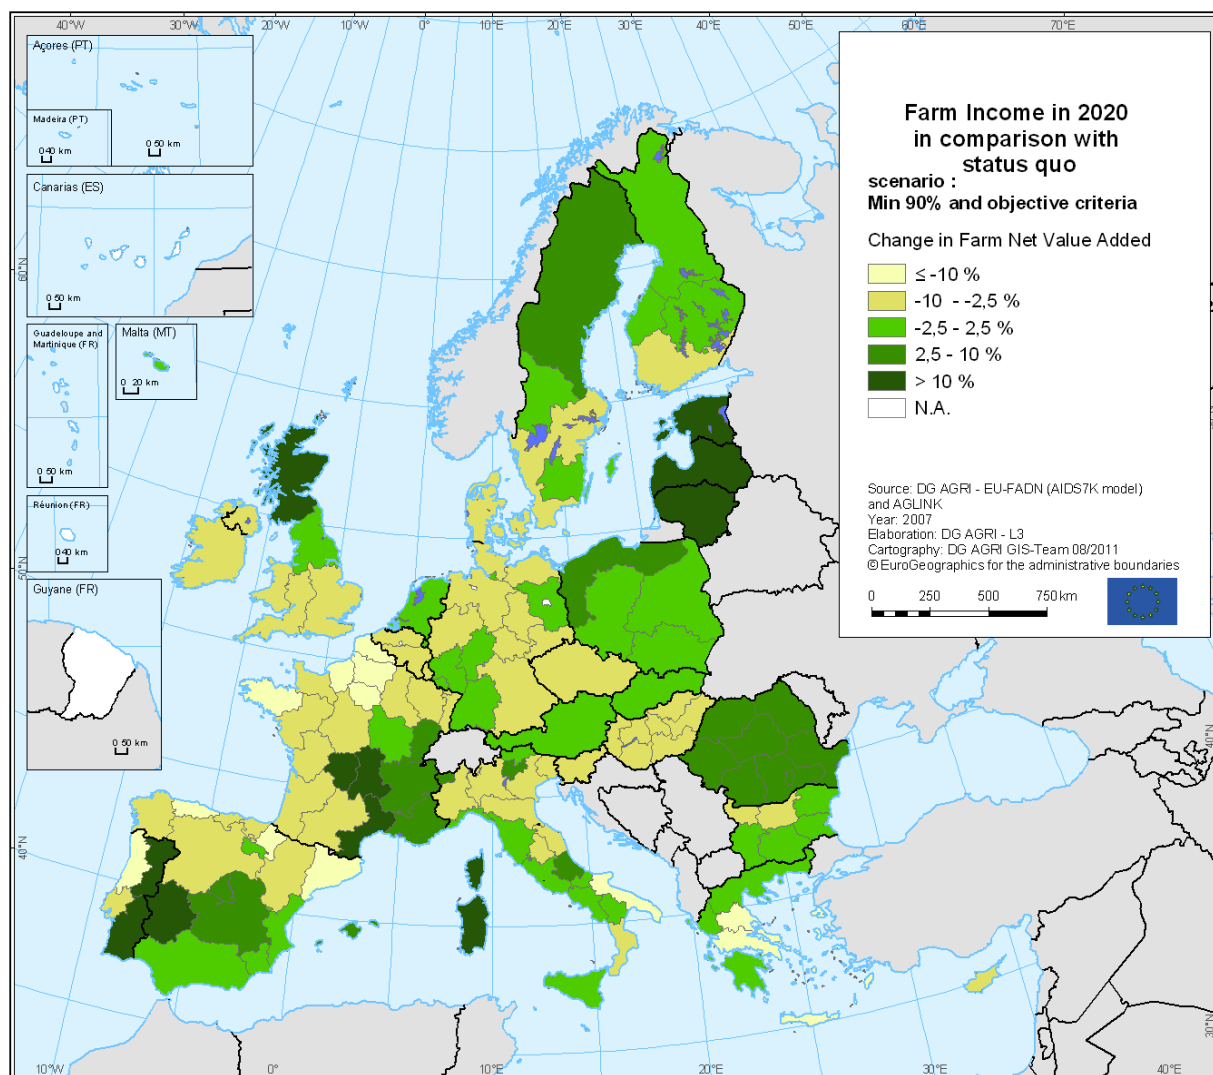 40°W
30°W
20°W
10°W
0°
10°E
20°E
30°E
40°E
50°E
70°E
Açores (PT)
Madeira (PT)
0 40 km
0 50 km
Canarias (ES)
0 50 km
Guadeloupe and
Martinique (FR)
0 50 km
Malta (MT)
0 20 km
Réunion (FR)
0 40 km
Guyane (FR)
0 50 km
60°N
50°N
40°N
Farm Income in 2020
in comparison with
status quo
scenario :
Min 90% and objective criteria
Change in Farm Net Value Added
≤ -10 %
-10 - -2,5 %
-2,5 - 2,5 %
2,5 - 10 %
> 10 %
N.A.
Source: DG AGRI - EU-FADN (AIDS7K model)
and AGLINK
Year: 2007
Elaboration: DG AGRI - L3
Cartography: DG AGRI GIS-Team 08/2011
© EuroGeographics for the administrative boundaries
0 250 500 750 km
40°N
30°N
10°W
0°
10°E
20°E
30°E
40°E